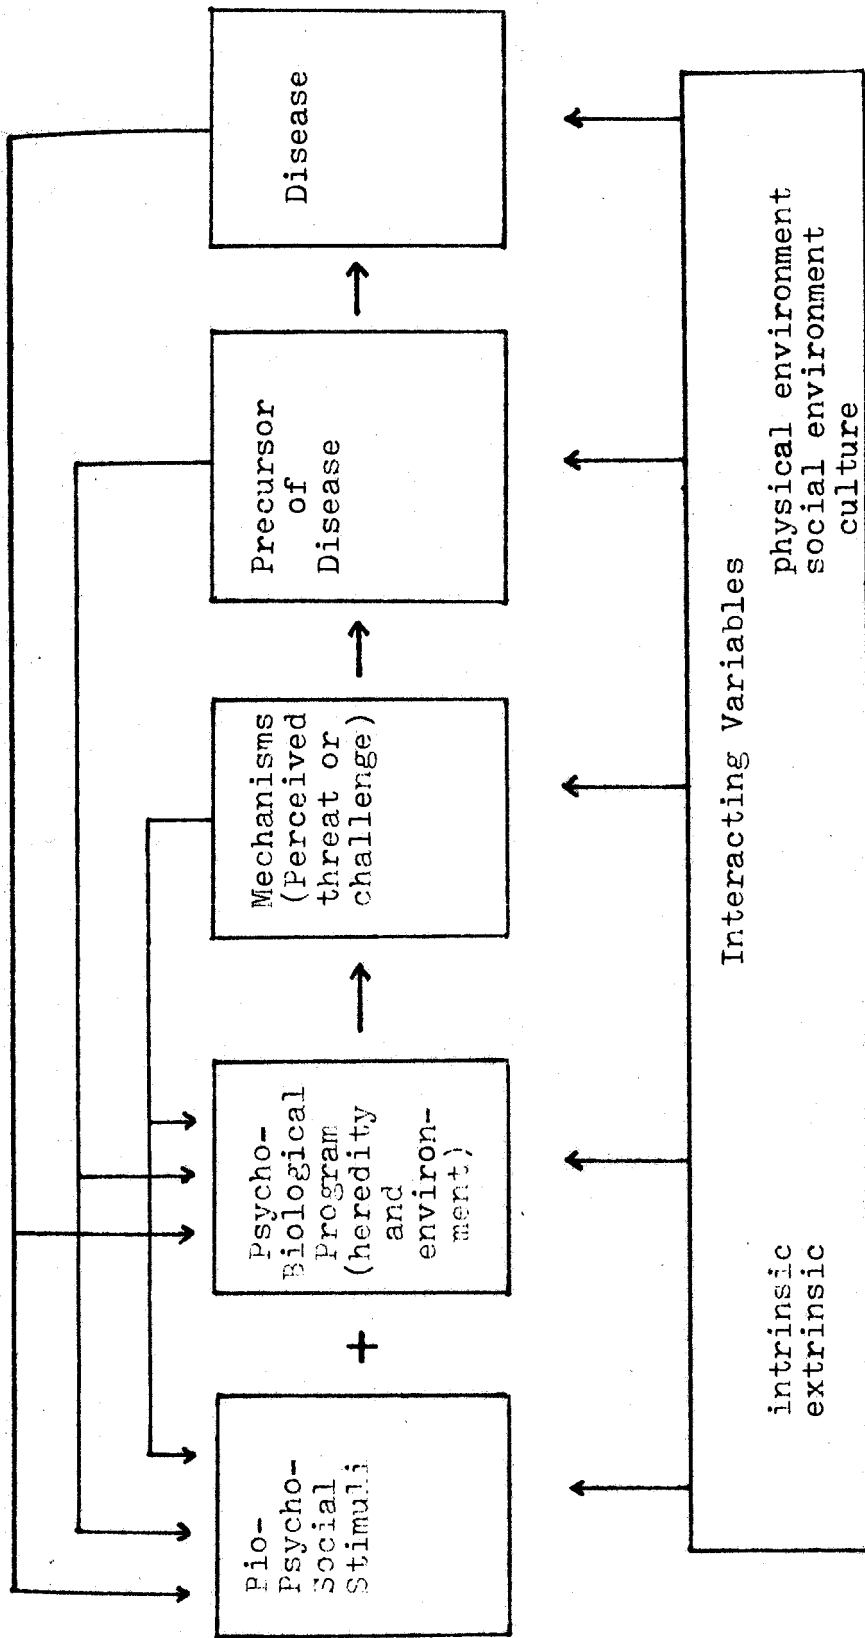 Bio-
Psycho-
Social
Stimuli
+
Psycho-
Biological
Program
(heredity
and
environ-
ment)
Mechanisms
(Perceived
threat or
challenge)
Precursor
of
Disease
Disease
Interacting Variables
intrinsic
extrinsic
physical environment
social environment
culture